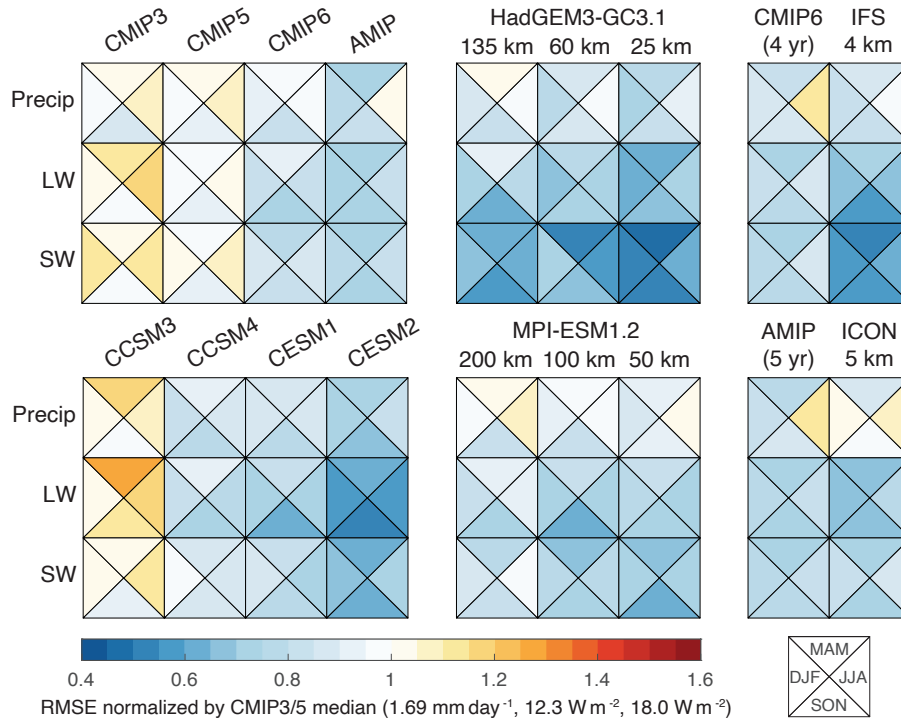 CMIP3 CMIP5 CMIP6 AMIP
HadGEM3-GC3.1
135 km 60 km 25 km
CMIP6 IFS
(4 yr) 4 km
Precip
LW
SW
CCSM3 CCSM4 CESM1 CESM2
MPI-ESM1.2
200 km 100 km 50 km
AMIP ICON
(5 yr) 5 km
Precip
LW
SW
0.4 0.6 0.8 1 1.2 1.4 1.6
RMSE normalized by CMIP3/5 median (1.69 mm day⁻¹, 12.3 W m⁻², 18.0 W m⁻²)
MAM
DJF JJA
SON